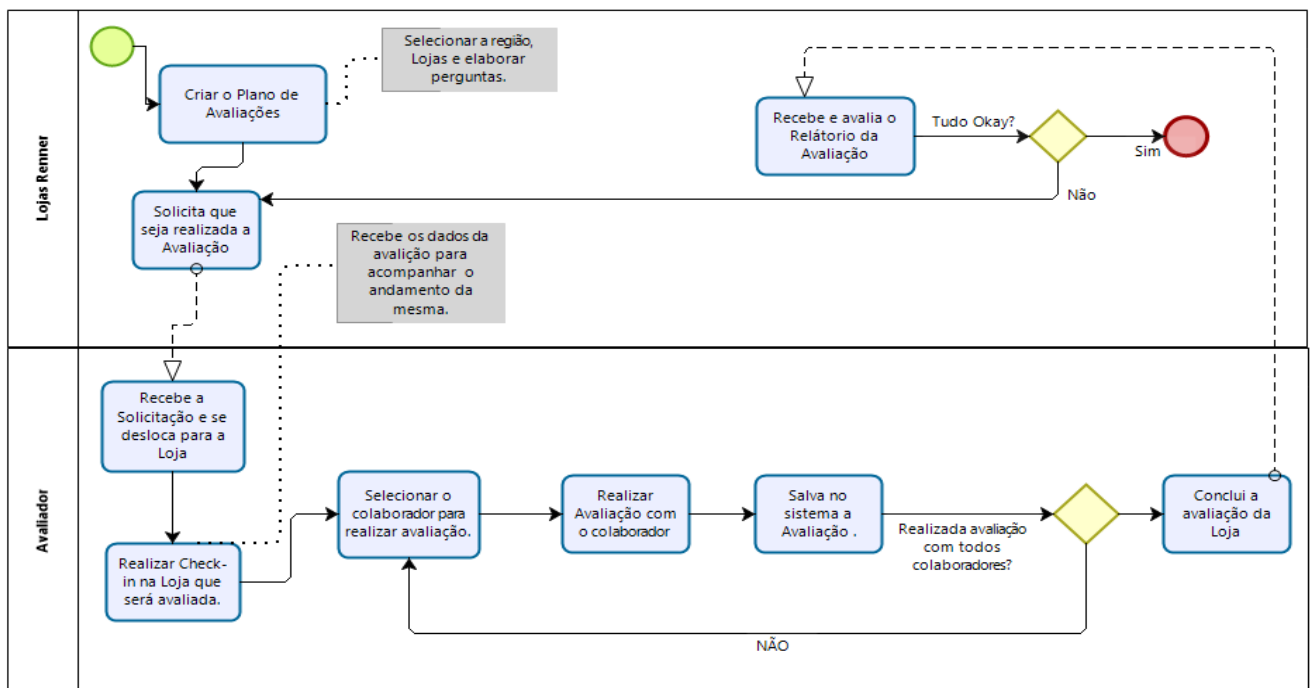 Lojas Renner
Criar o Plano de
Avaliações
Selecionar a região,
Lojas e elaborar
perguntas.
Solicita que
seja realizada a
Avaliação
Recebe os dados da
avalição para
acompanhar o
andamento da
mesma.
Recebe e avalia o
Relátorio da
Avaliação
Tudo Okay?
Sim
Não
Avaliador
Recebe a
Solicitação e se
desloca para a
Loja
Realizar Check-
in na Loja que
será avaliada.
Selecionar o
colaborador para
realizar avaliação.
Realizar
Avaliação com
o colaborador
Salva no
sistema a
Avaliação .
Realizada avaliação
com todos
colaboradores?
NÃO
Conclui a
avaliação da
Loja